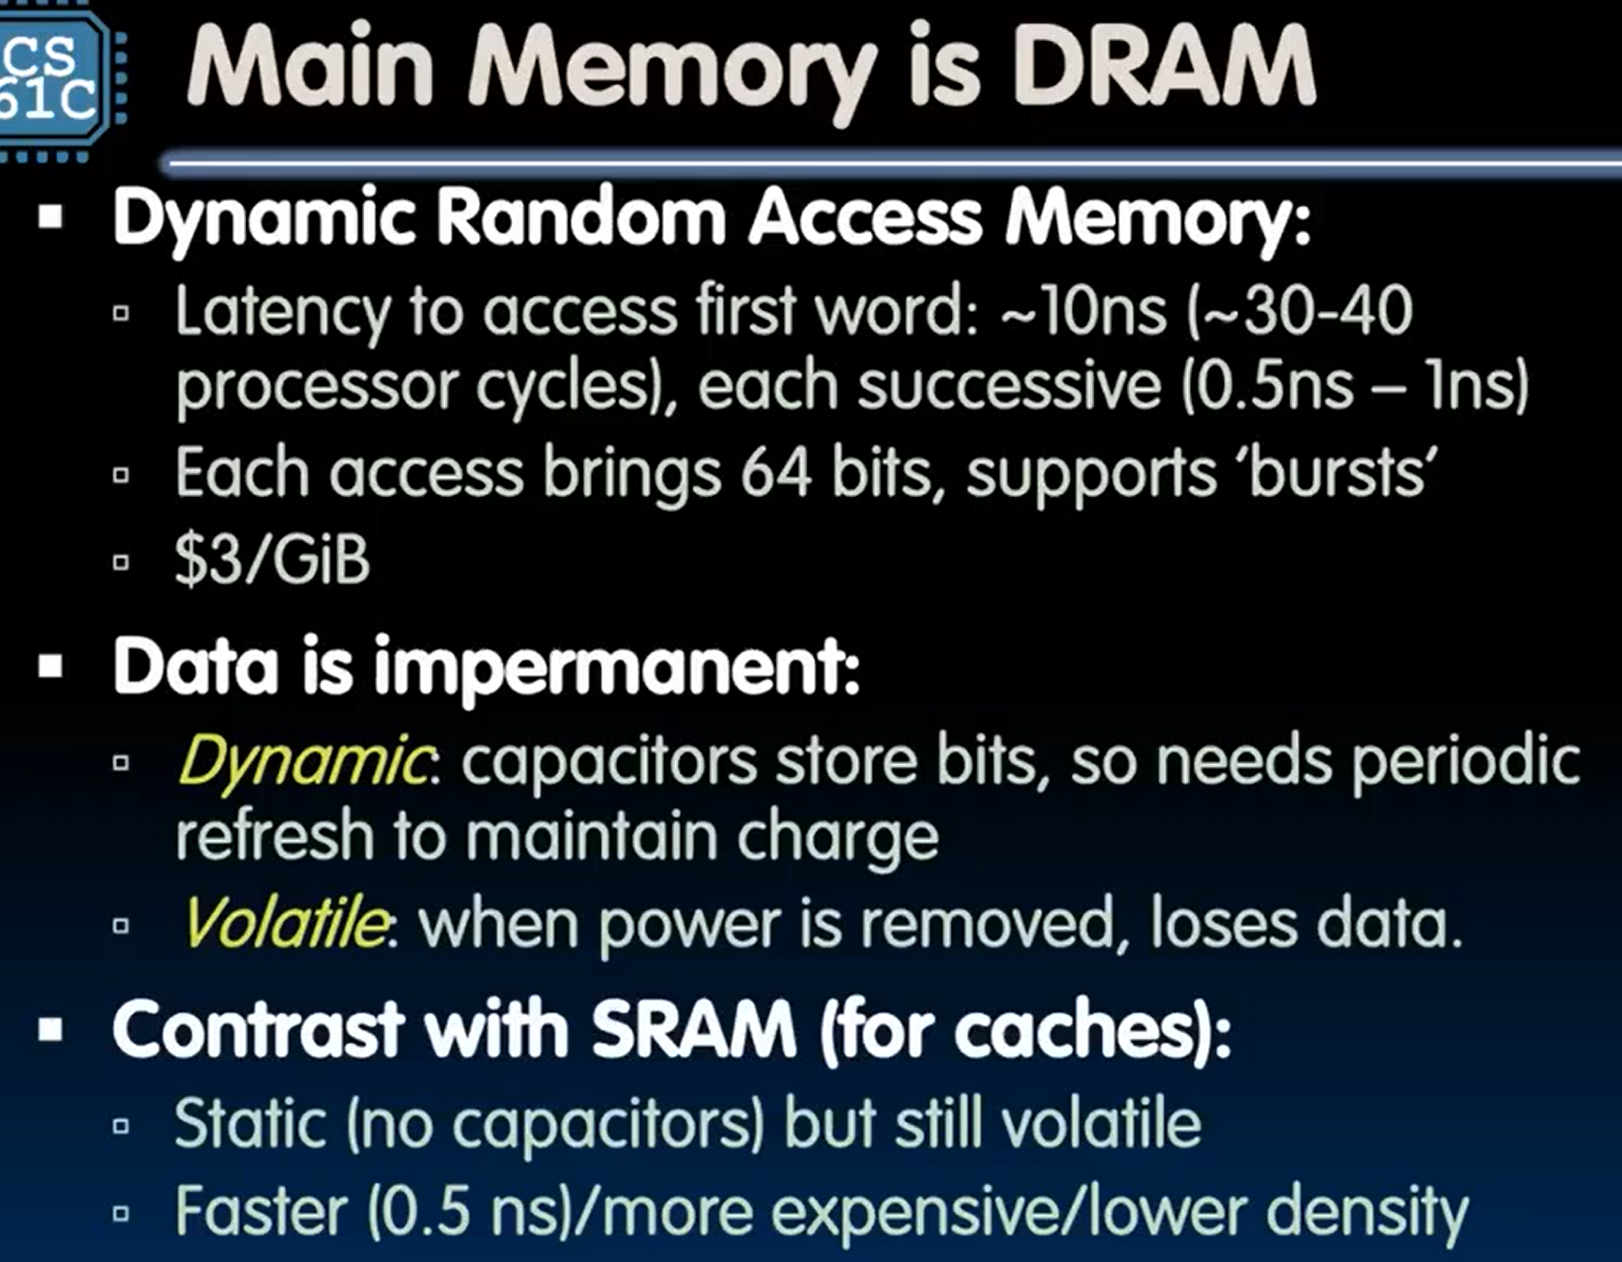 CS
61C
Main Memory is DRAM
▪ Dynamic Random Access Memory:
▫ Latency to access first word: ~10ns (~30-40
processor cycles), each successive (0.5ns – 1ns)
▫ Each access brings 64 bits, supports ‘bursts’
▫ $3/GiB
▪ Data is impermanent:
▫ Dynamic: capacitors store bits, so needs periodic
refresh to maintain charge
▫ Volatile: when power is removed, loses data.
▪ Contrast with SRAM (for caches):
▫ Static (no capacitors) but still volatile
▫ Faster (0.5 ns)/more expensive/lower density